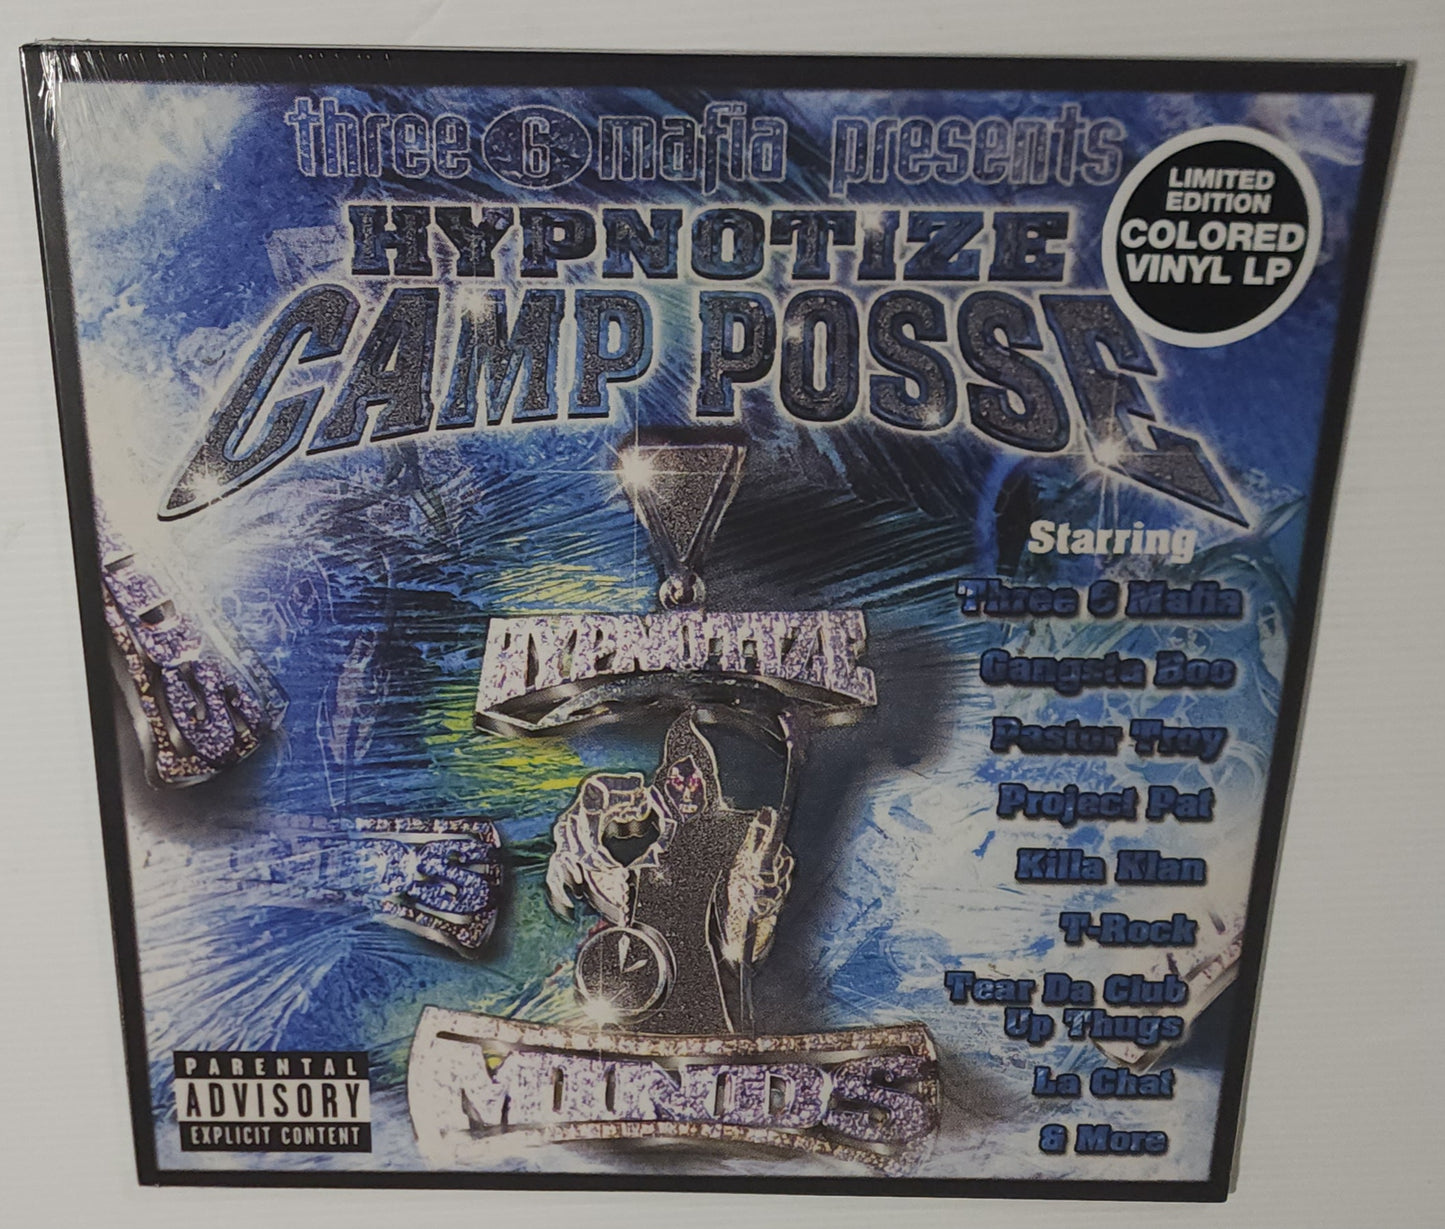 three 6 mafia presents
HYPNOTIZE
CAMP POSSE
LIMITED
EDITION
COLORED
VINYL LP
Starring
Three 6 Mafia
Gangsta Boo
Pastor Troy
Project Pat
Killa Klan
T-Rock
Tear Da Club
Up Thugs
La Chat
& More
HYPNOTIZE
MINDS
PARENTAL
ADVISORY
EXPLICIT CONTENT